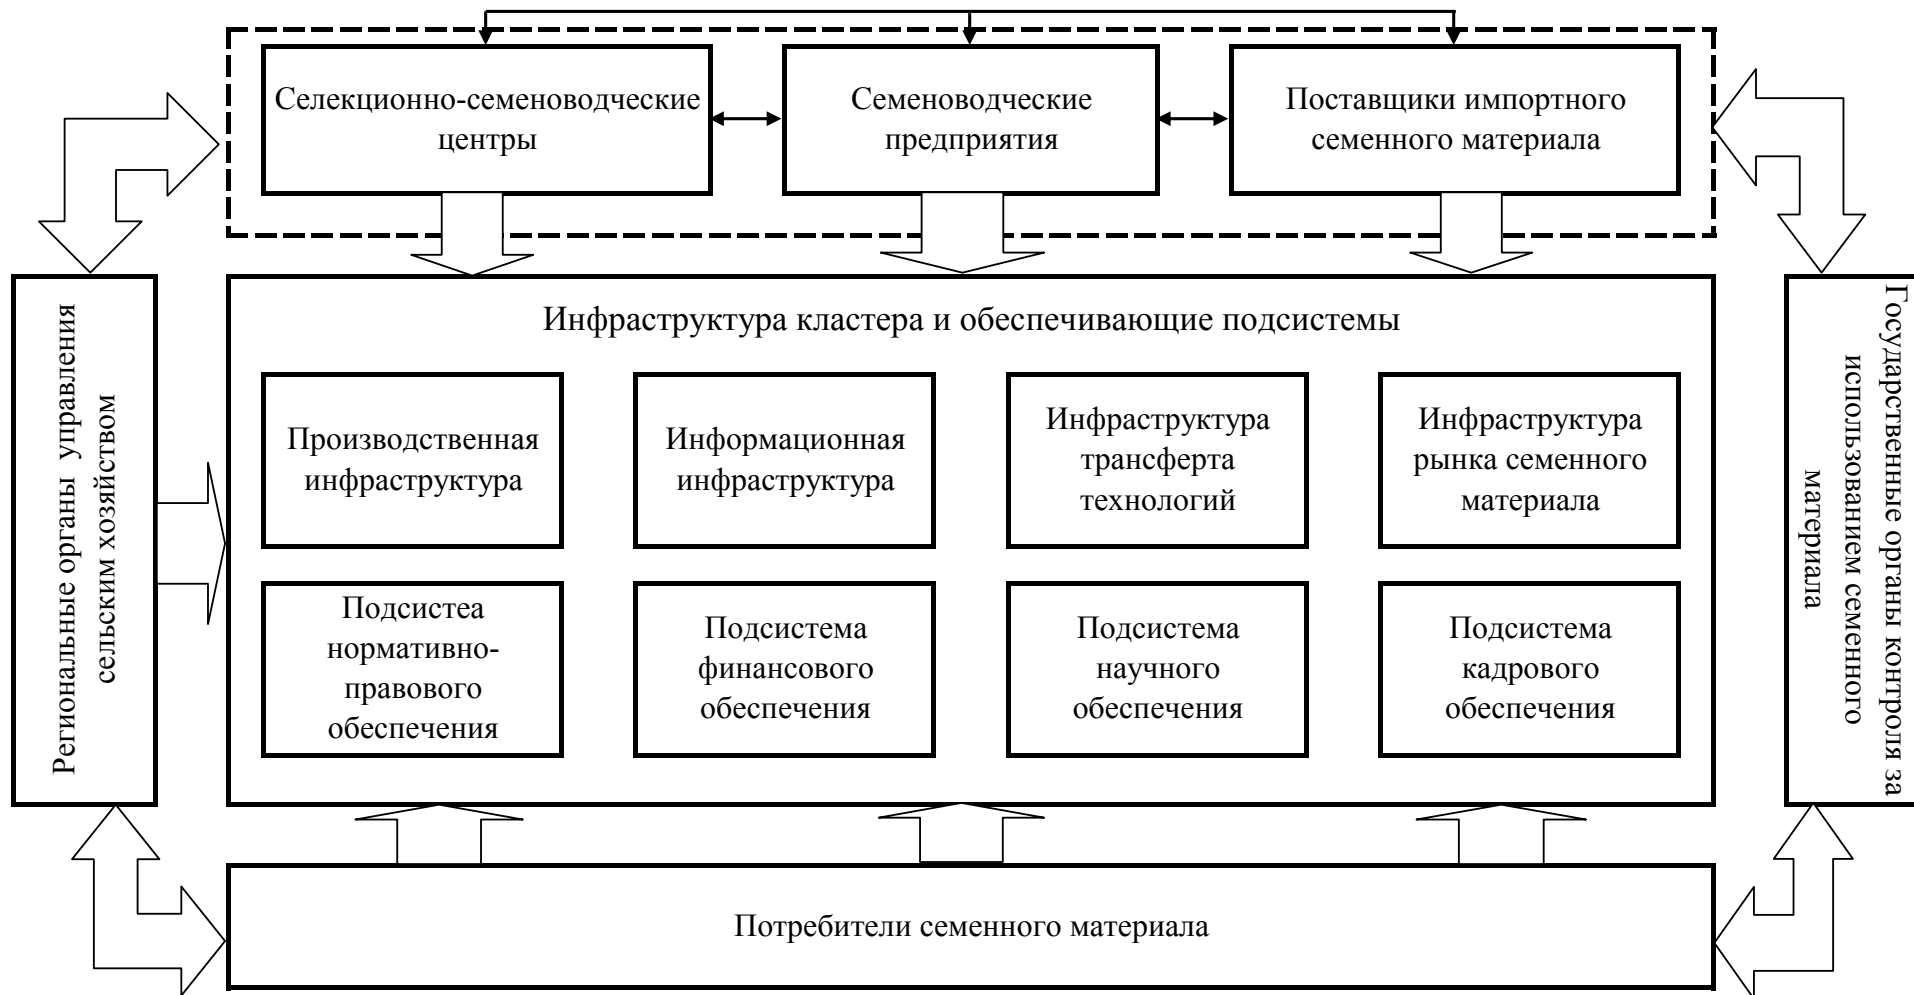 Селекционно-семеноводческие
центры
Семеноводческие
предприятия
Поставщики импортного
семенного материала
Региональные органы управления
сельским хозяйством
Инфраструктура кластера и обеспечивающие подсистемы
Производственная
инфраструктура
Информационная
инфраструктура
Инфраструктура
трансферта
технологий
Инфраструктура
рынка семенного
материала
Подсистеа
нормативно-
правового
обеспечения
Подсистема
финансового
обеспечения
Подсистема
научного
обеспечения
Подсистема
кадрового
обеспечения
Государственные органы контроля за
использованием семенного
материала
Потребители семенного материала